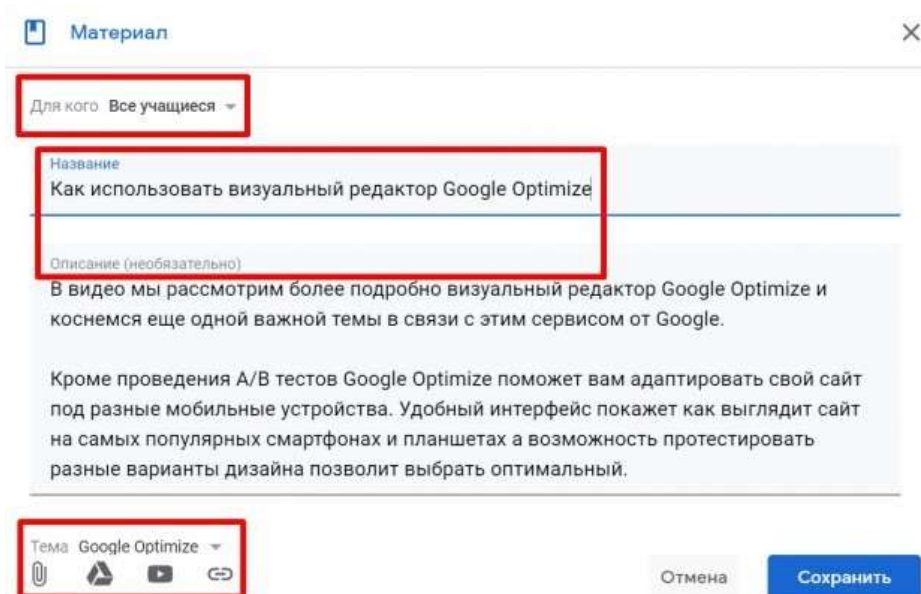 Материал
Для кого Все учащиеся
Название
Как использовать визуальный редактор Google Optimize
Описание (необязательно)
В видео мы рассмотрим более подробно визуальный редактор Google Optimize и
коснемся еще одной важной темы в связи с этим сервисом от Google.
Кроме проведения A/B тестов Google Optimize поможет вам адаптировать свой сайт
под разные мобильные устройства. Удобный интерфейс покажет как выглядит сайт
на самых популярных смартфонах и планшетах а возможность протестировать
разные варианты дизайна позволит выбрать оптимальный.
Тема Google Optimize
Отмена Сохранить